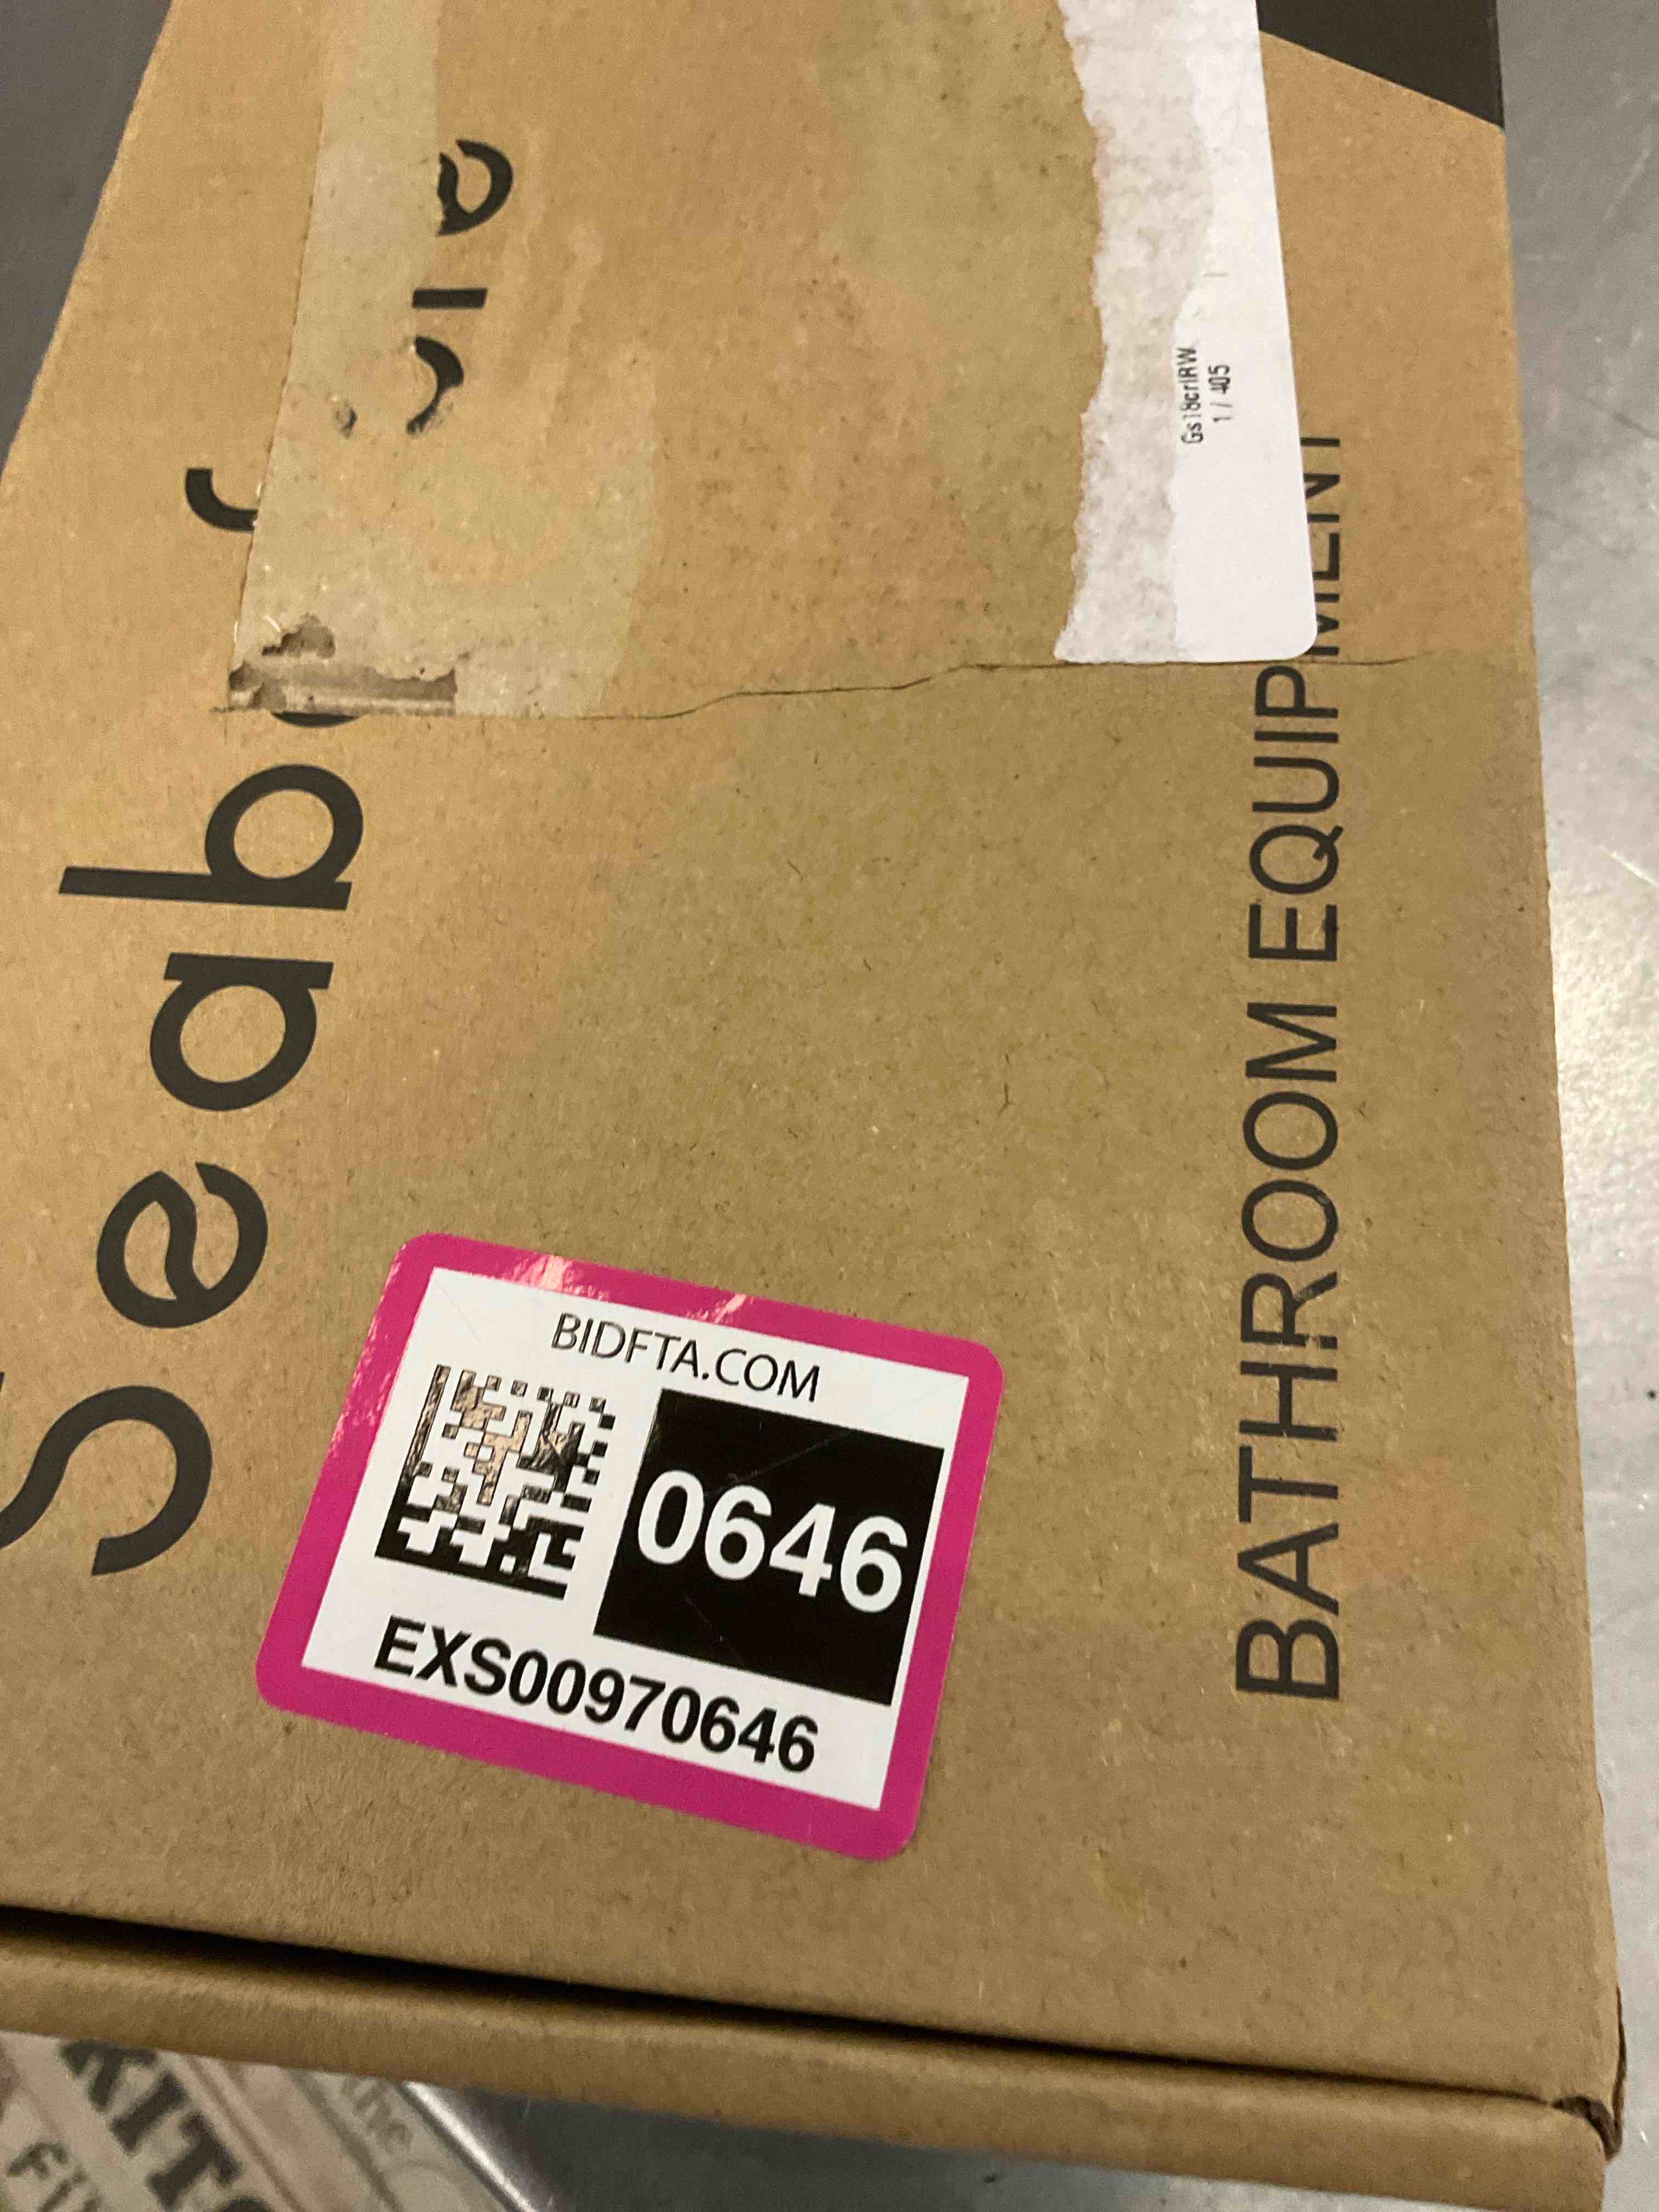 BATHROOM EQUIPMENT
Gs18crlRW
1 / 405
BIDFTA.COM
0646
EXS00970646